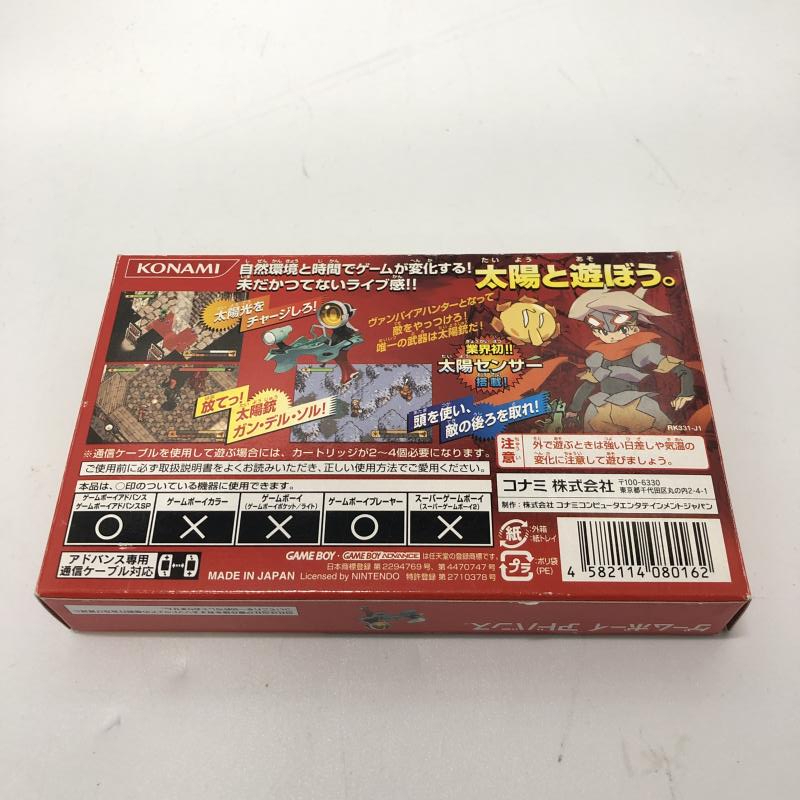 KONAMI
自然環境と時間でゲームが変化する!
未だかつてないライブ感!!
太陽と遊ぼう。
太陽光を
チャージしろ!
ヴァンパイアハンターとなって
敵をやっつけろ!
唯一の武器は太陽銃だ!
業界初!!
太陽センサー
搭載!
放てっ!太陽銃
ガン・デル・ソル!
頭を使い、
敵の後ろを取れ!
RK331-J1
※通信ケーブルを使用して遊ぶ場合には、カートリッジが2〜4個必要になります。
ご使用前に必ず取扱説明書をよくお読みいただき、正しい使用方法でご愛用ください。
注意
外で遊ぶときは強い日差しや気温の
変化に注意して遊びましょう。
本品は、○印のついている機器に使用できます。
ゲームボーイアドバンス
ゲームボーイアドバンスSP
○
ゲームボーイカラー
×
ゲームボーイ
(ゲームボーイポケット/ライト)
×
ゲームボーイプレーヤー
○
スーパーゲームボーイ
(スーパーゲームボーイ2)
×
コナミ 株式会社
〒100-6330
東京都千代田区丸の内2-4-1
制作:株式会社 コナミコンピュータエンタテインメントジャパン
アドバンス専用
通信ケーブル対応
GAME BOY・GAME BOY ADVANCE は任天堂の登録商標です。
日本商標登録 第2294769号、第4470747号
MADE IN JAPAN Licensed by NINTENDO 特許登録 第2710378号
紙
:外箱
:紙トレイ
プラ
:ポリ袋
(PE)
4 582114 080162
ゲームボーイアドバンス